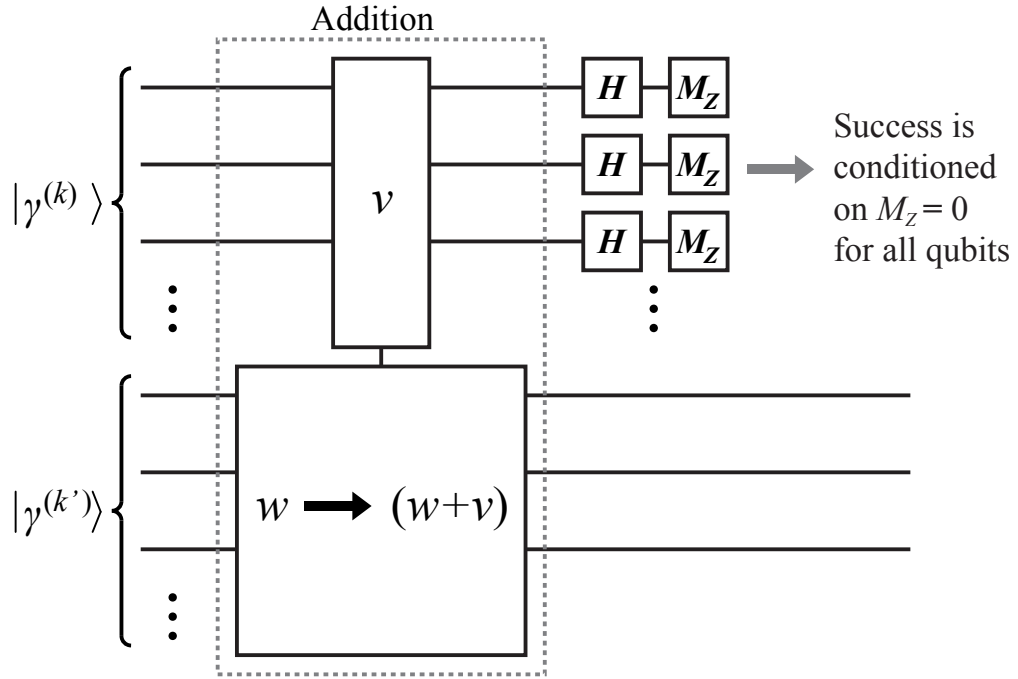 Addition
H M_Z
H M_Z
H M_Z
|γ^(k) ⟩
v
Success is
conditioned
on M_Z = 0
for all qubits
|γ^(k’)⟩
w → (w+v)